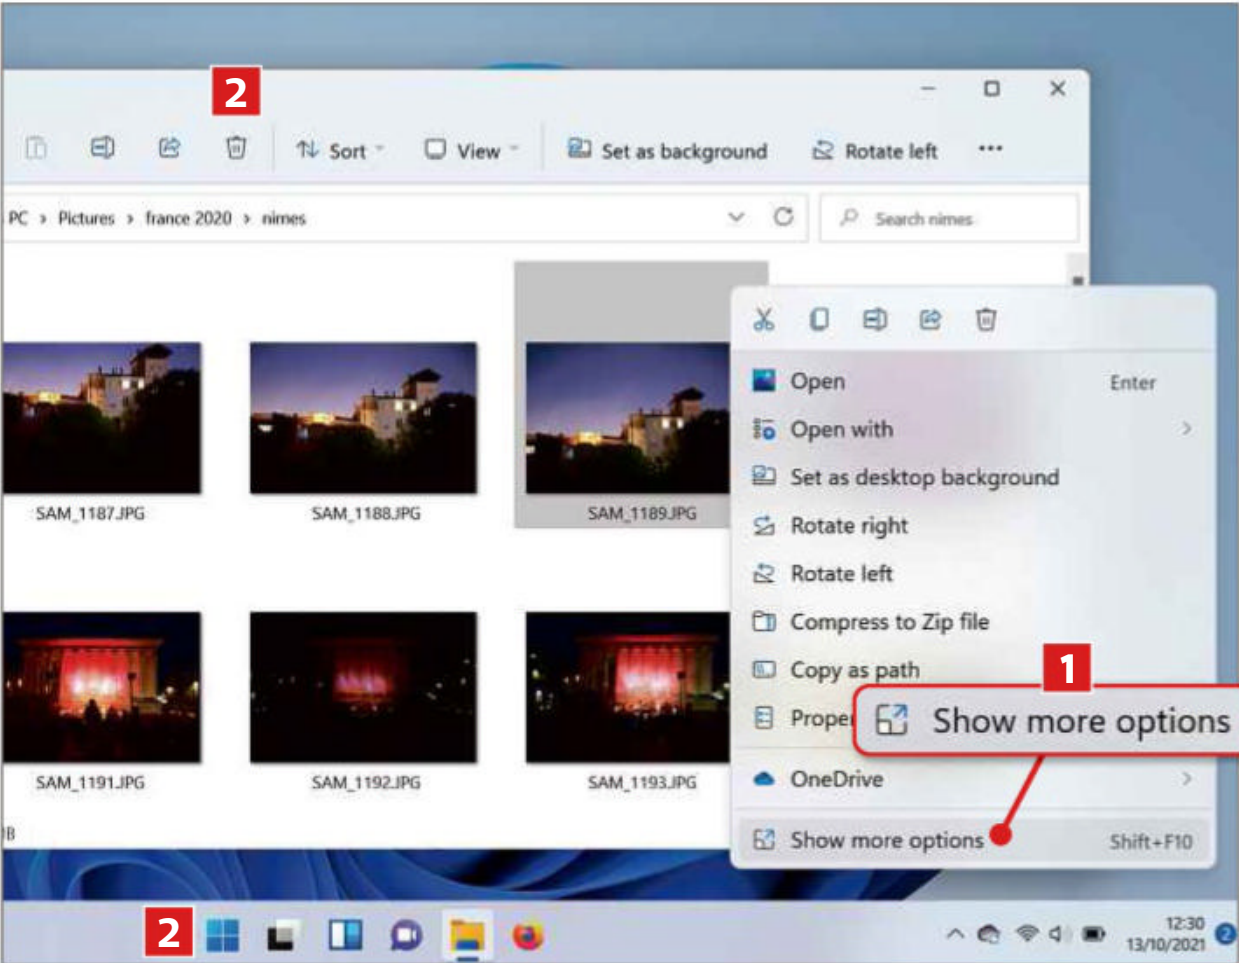 2
Sort
View
Set as background
Rotate left
PC > Pictures > france 2020 > nimes
Search nimes
Open Enter
Open with
Set as desktop background
SAM_1187.JPG
SAM_1188.JPG
SAM_1189.JPG
Rotate right
Rotate left
Compress to Zip file
Copy as path
1
Proper
Show more options
SAM_1191.JPG
SAM_1192.JPG
SAM_1193.JPG
OneDrive
Show more options Shift+F10
2
12:30
13/10/2021
2